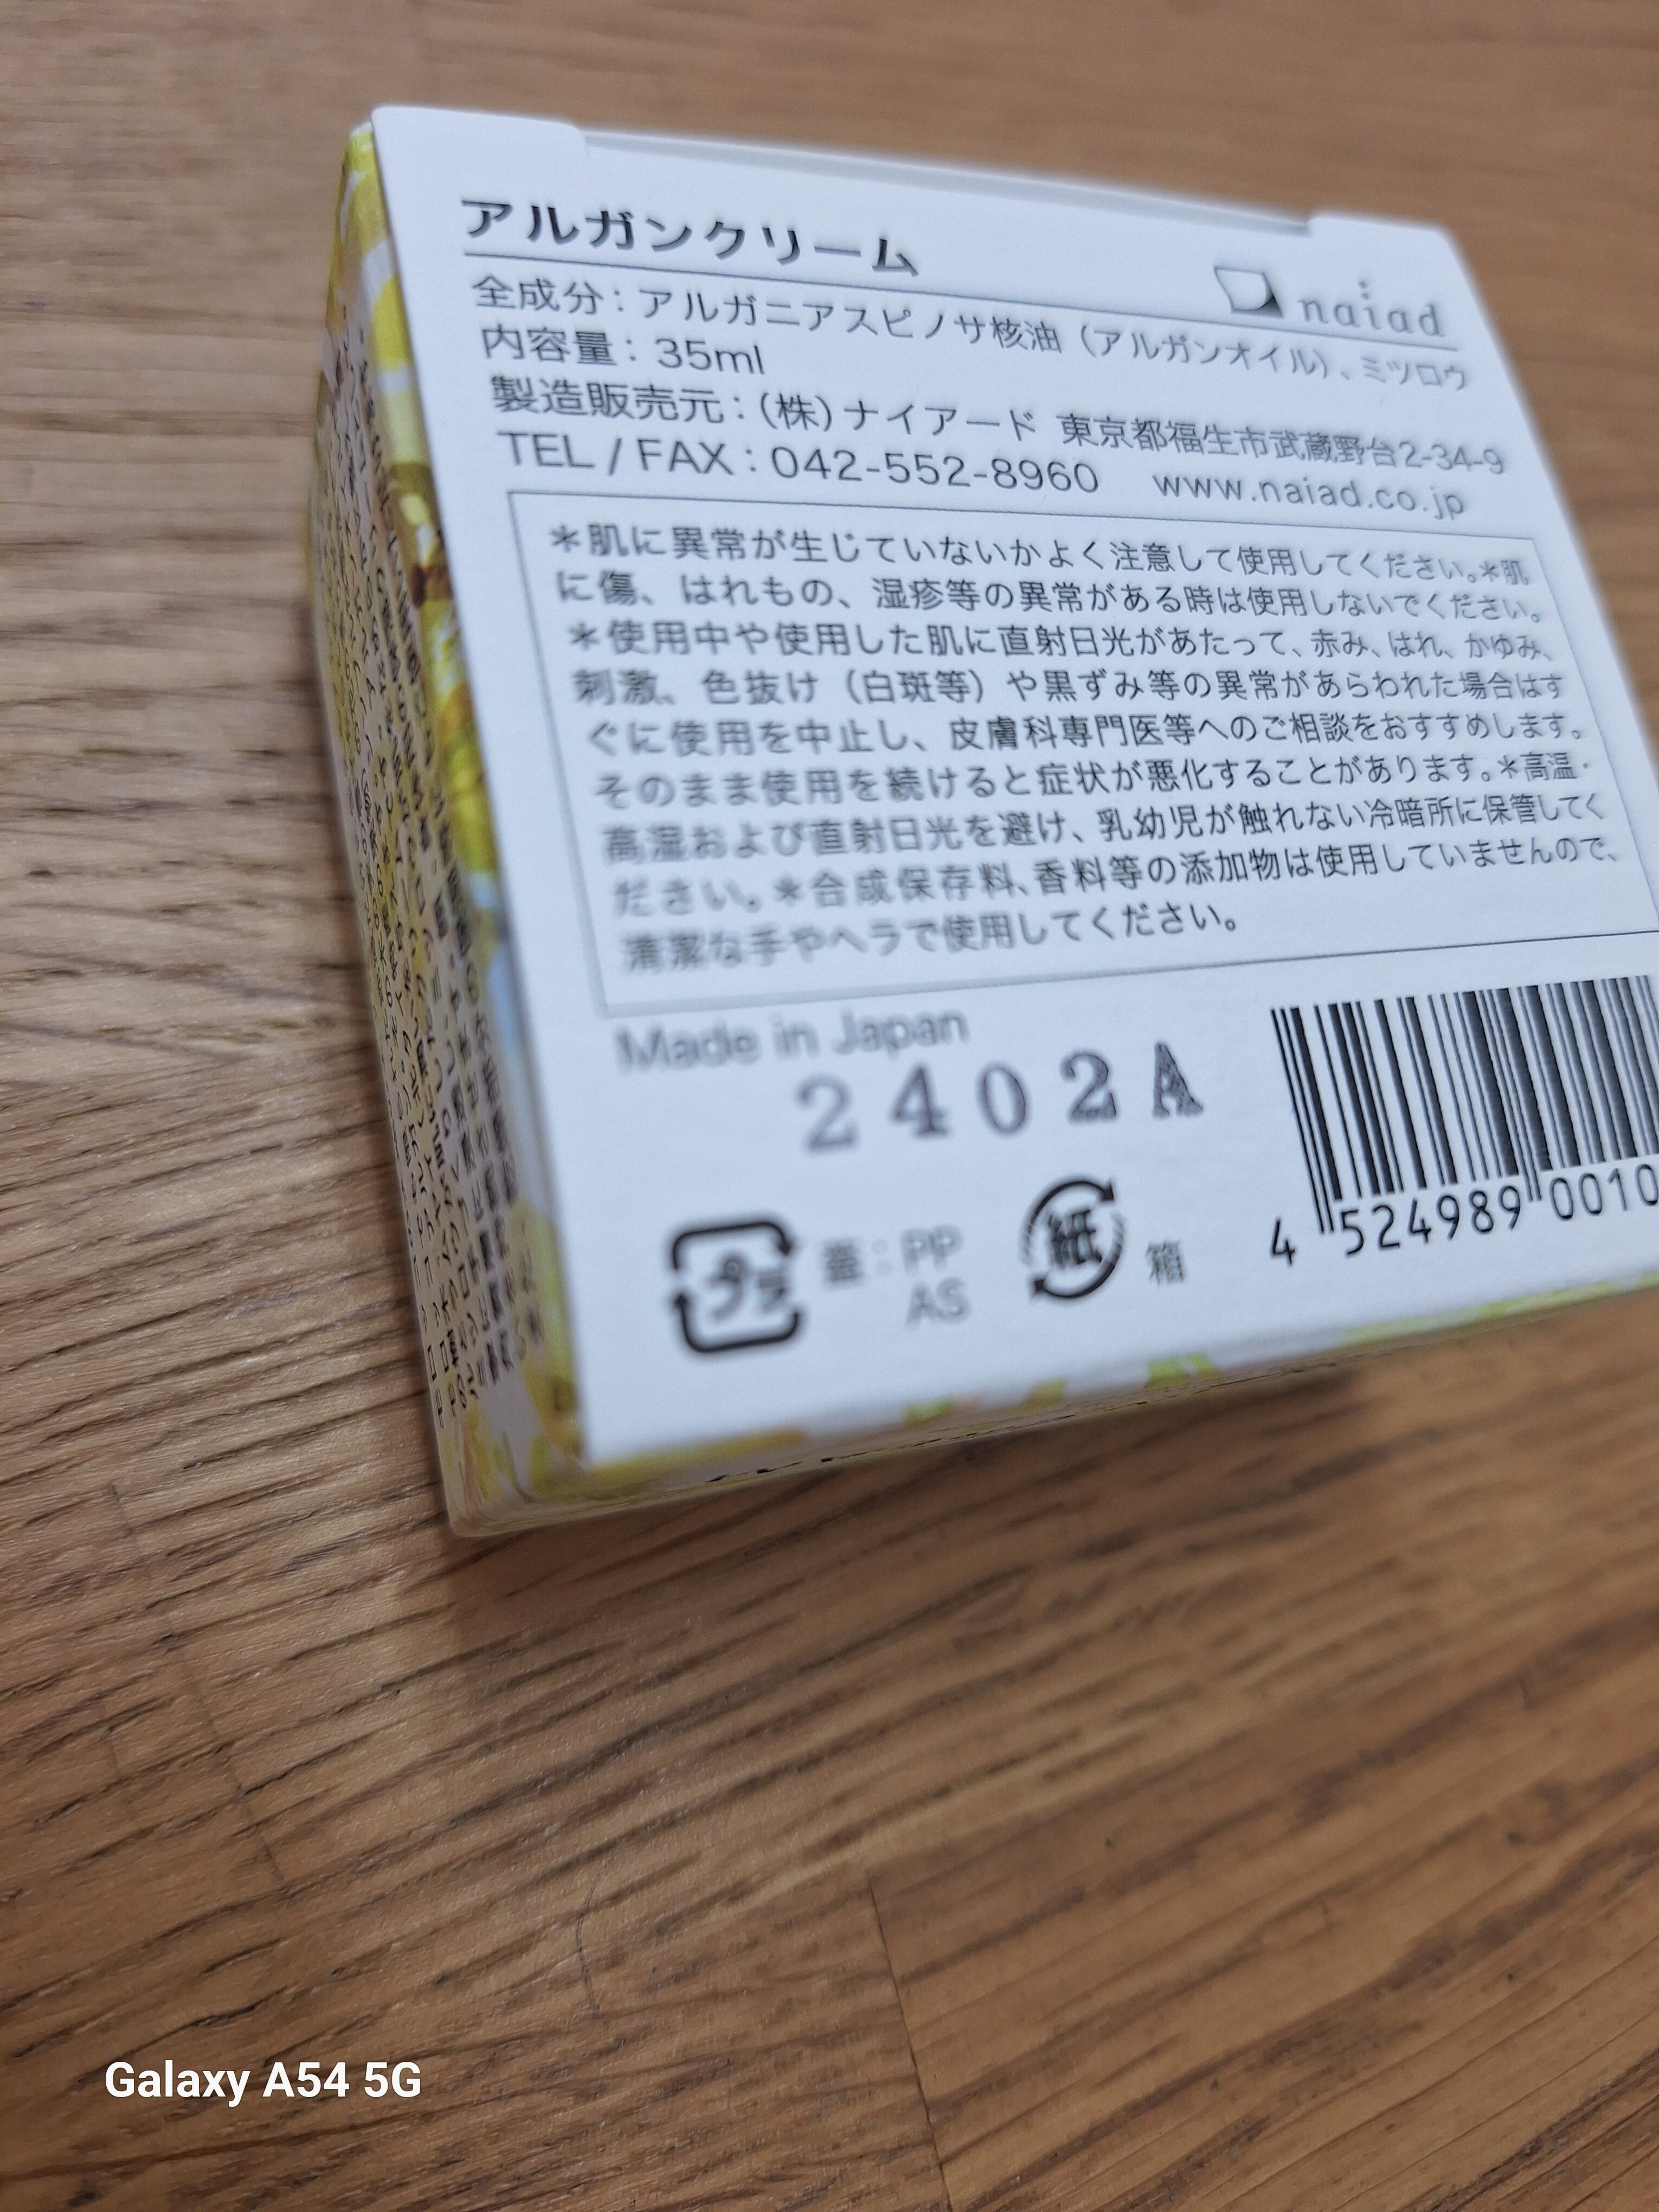 アルガンクリーム
naiad
全成分：アルガニアスピノサ核油（アルガンオイル）、ミツロウ
内容量：35ml
製造販売元：(株)ナイアード 東京都福生市武蔵野台2-34-9
TEL / FAX：042-552-8960 www.naiad.co.jp
＊肌に異常が生じていないかよく注意して使用してください。＊肌
に傷、はれもの、湿疹等の異常がある時は使用しないでください。
＊使用中や使用した肌に直射日光があたって、赤み、はれ、かゆみ、
刺激、色抜け（白斑等）や黒ずみ等の異常があらわれた場合はす
ぐに使用を中止し、皮膚科専門医等へのご相談をおすすめします。
そのまま使用を続けると症状が悪化することがあります。＊高温・
高湿および直射日光を避け、乳幼児が触れない冷暗所に保管してく
ださい。＊合成保存料、香料等の添加物は使用していませんので、
清潔な手やヘラで使用してください。
Made in Japan
2402A
プラ 蓋：PP
AS
紙 箱
4 524989 0010
Galaxy A54 5G